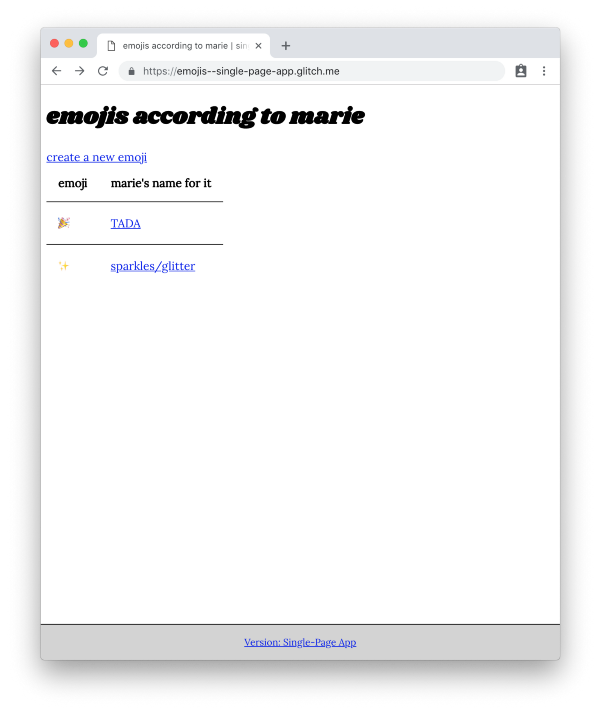 emojis according to marie | sin
https://emojis--single-page-app.glitch.me
emojis according to marie
create a new emoji
emoji marie's name for it
🎉 TADA
✨ sparkles/glitter
Version: Single-Page App